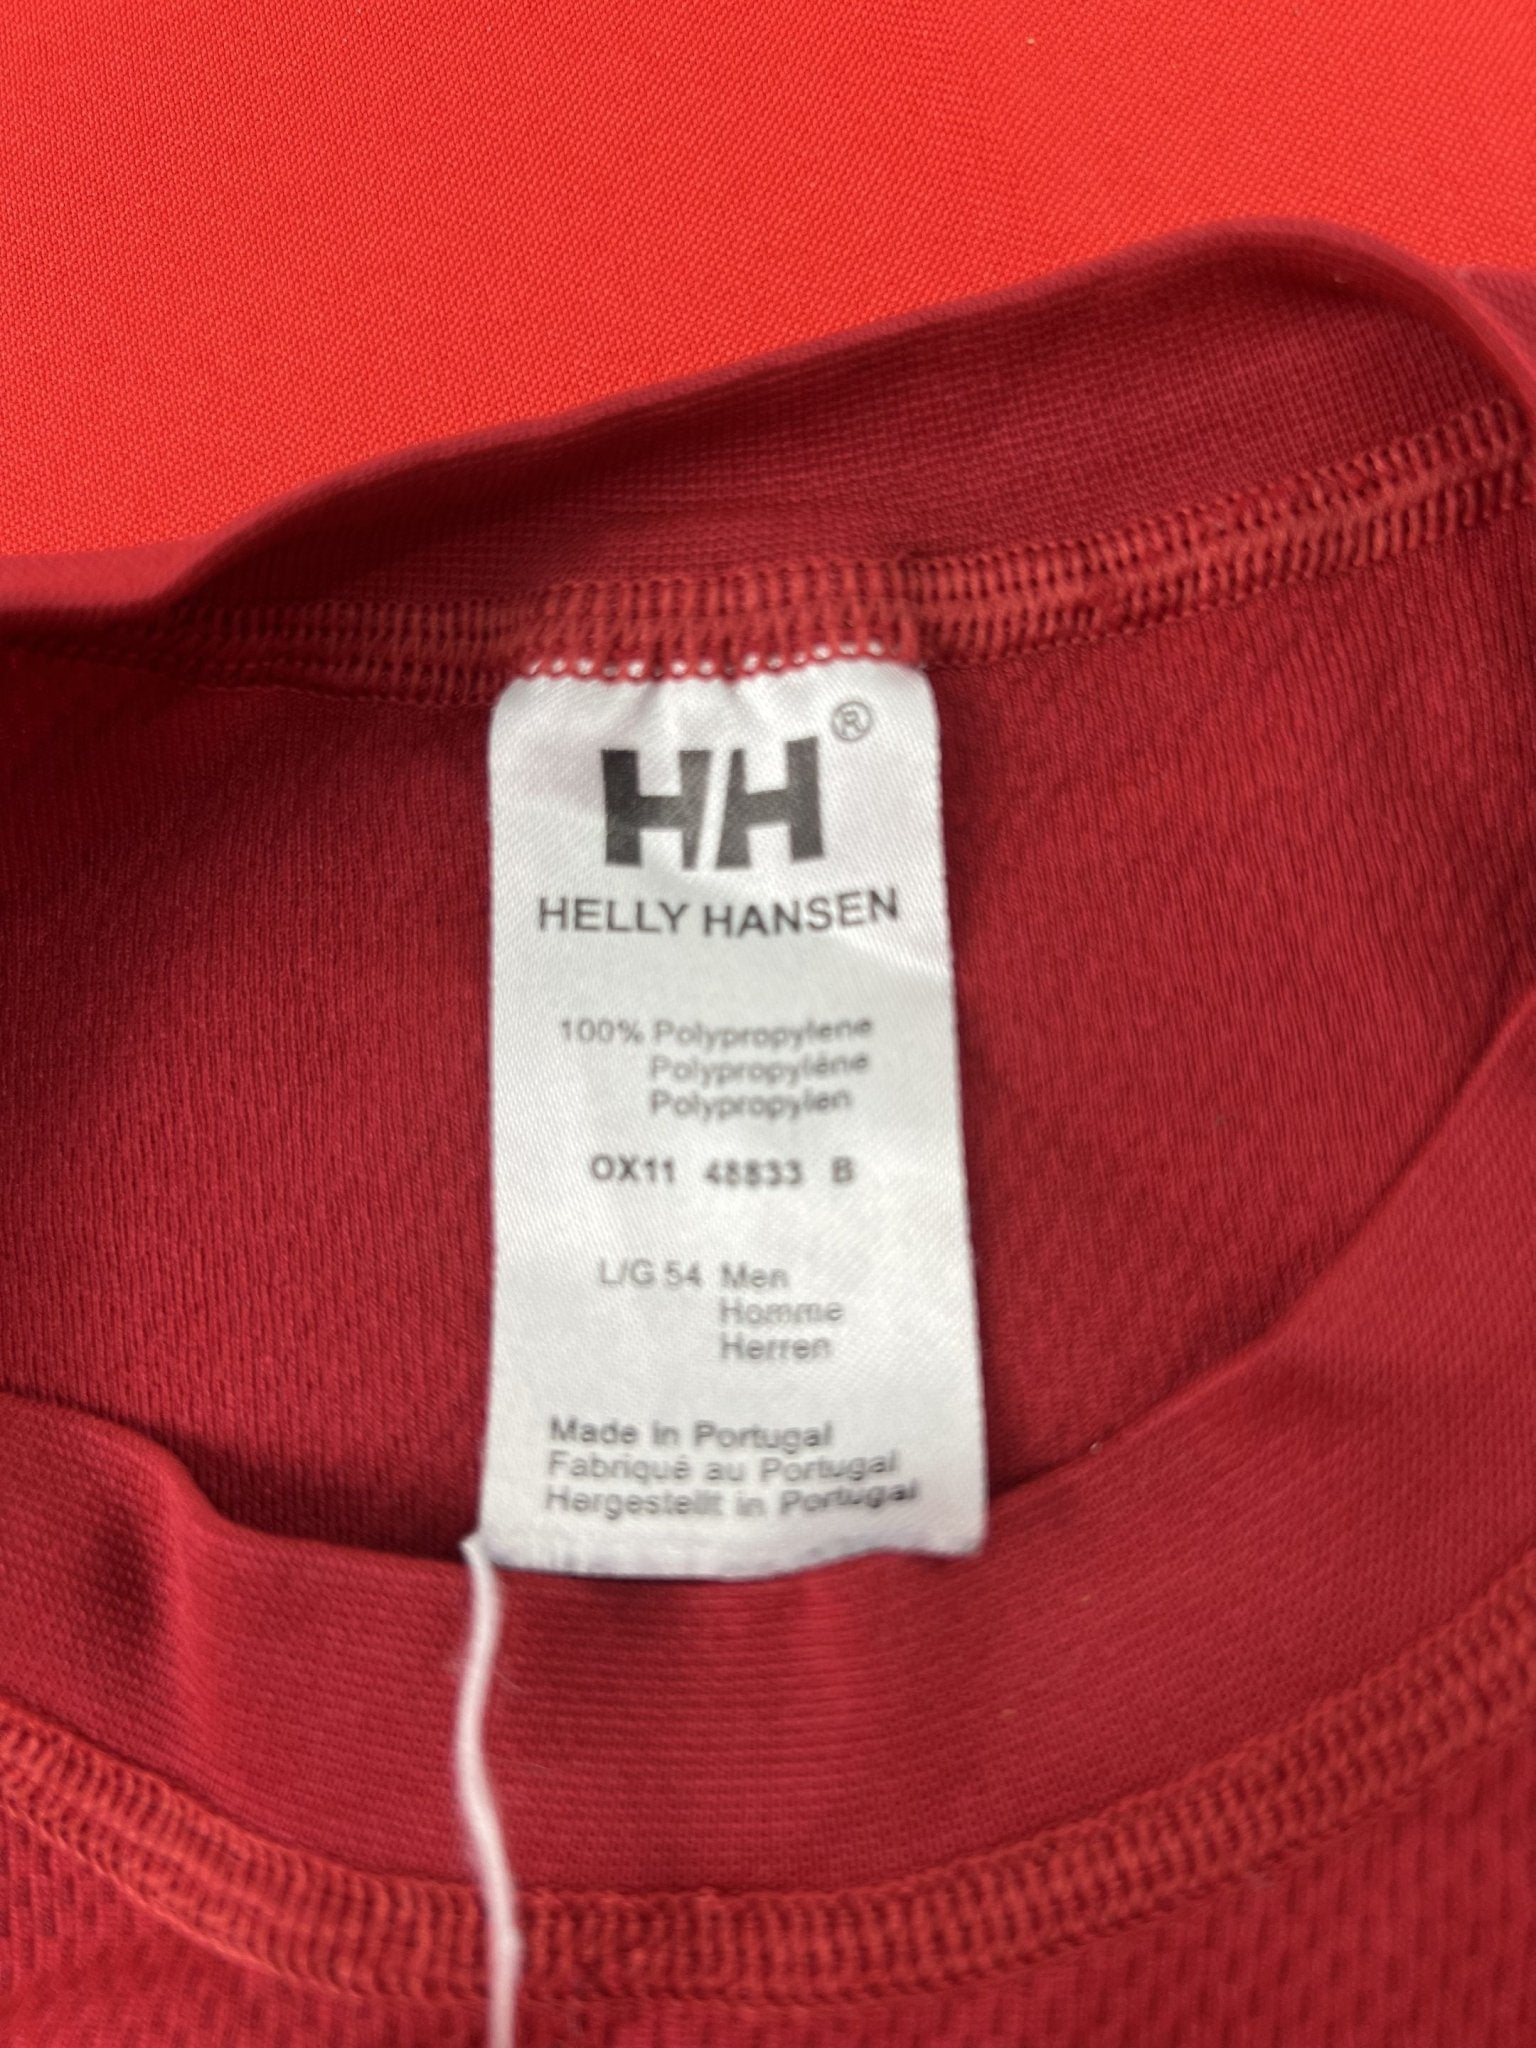 HH®
HELLY HANSEN
100% Polypropylene
Polypropylène
Polypropylen
OX11 48833 B
L/G 54 Men
Homme
Herren
Made in Portugal
Fabriqué au Portugal
Hergestellt in Portugal